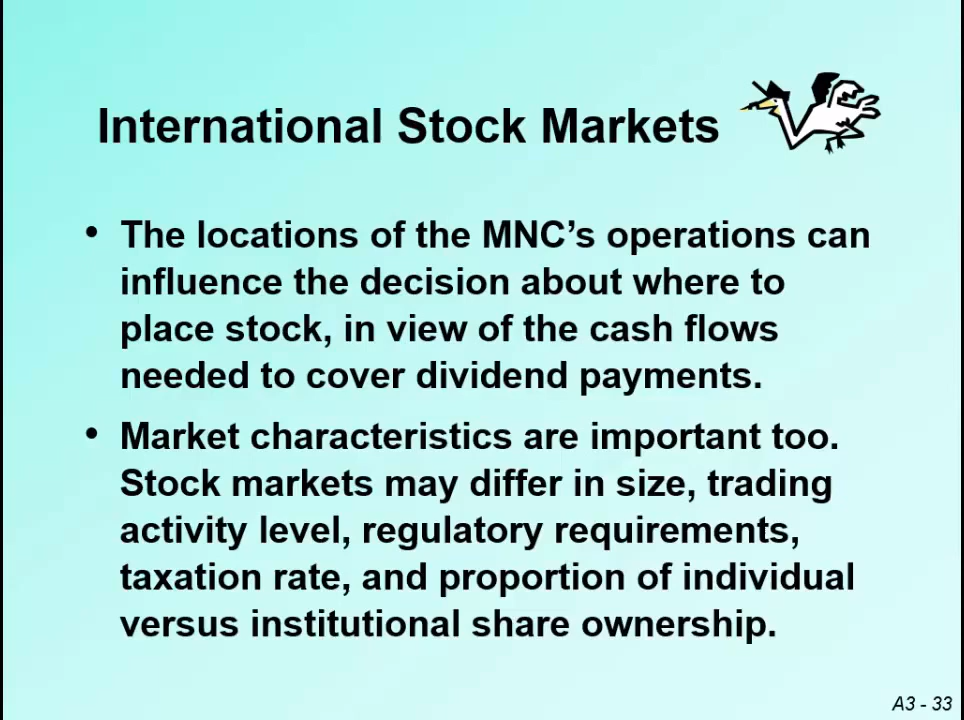 International Stock Markets
• The locations of the MNC’s operations can
influence the decision about where to
place stock, in view of the cash flows
needed to cover dividend payments.
• Market characteristics are important too.
Stock markets may differ in size, trading
activity level, regulatory requirements,
taxation rate, and proportion of individual
versus institutional share ownership.
A3 - 33